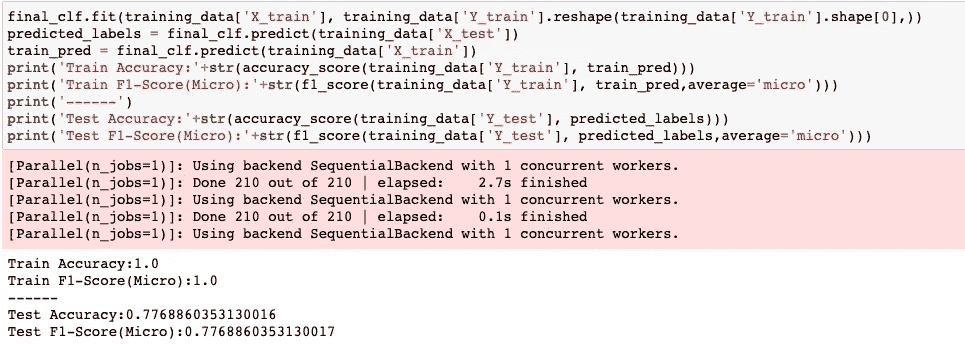 final_clf.fit(training_data['X_train'], training_data['Y_train'].reshape(training_data['Y_train'].shape[0],))
predicted_labels = final_clf.predict(training_data['X_test'])
train_pred = final_clf.predict(training_data['X_train'])
print('Train Accuracy:'+str(accuracy_score(training_data['Y_train'], train_pred)))
print('Train F1-Score(Micro):'+str(f1_score(training_data['Y_train'], train_pred,average='micro')))
print('------')
print('Test Accuracy:'+str(accuracy_score(training_data['Y_test'], predicted_labels)))
print('Test F1-Score(Micro):'+str(f1_score(training_data['Y_test'], predicted_labels,average='micro')))
[Parallel(n_jobs=1)]: Using backend SequentialBackend with 1 concurrent workers.
[Parallel(n_jobs=1)]: Done 210 out of 210 | elapsed:    2.7s finished
[Parallel(n_jobs=1)]: Using backend SequentialBackend with 1 concurrent workers.
[Parallel(n_jobs=1)]: Done 210 out of 210 | elapsed:    0.1s finished
[Parallel(n_jobs=1)]: Using backend SequentialBackend with 1 concurrent workers.
Train Accuracy:1.0
Train F1-Score(Micro):1.0
------
Test Accuracy:0.7768860353130016
Test F1-Score(Micro):0.7768860353130017